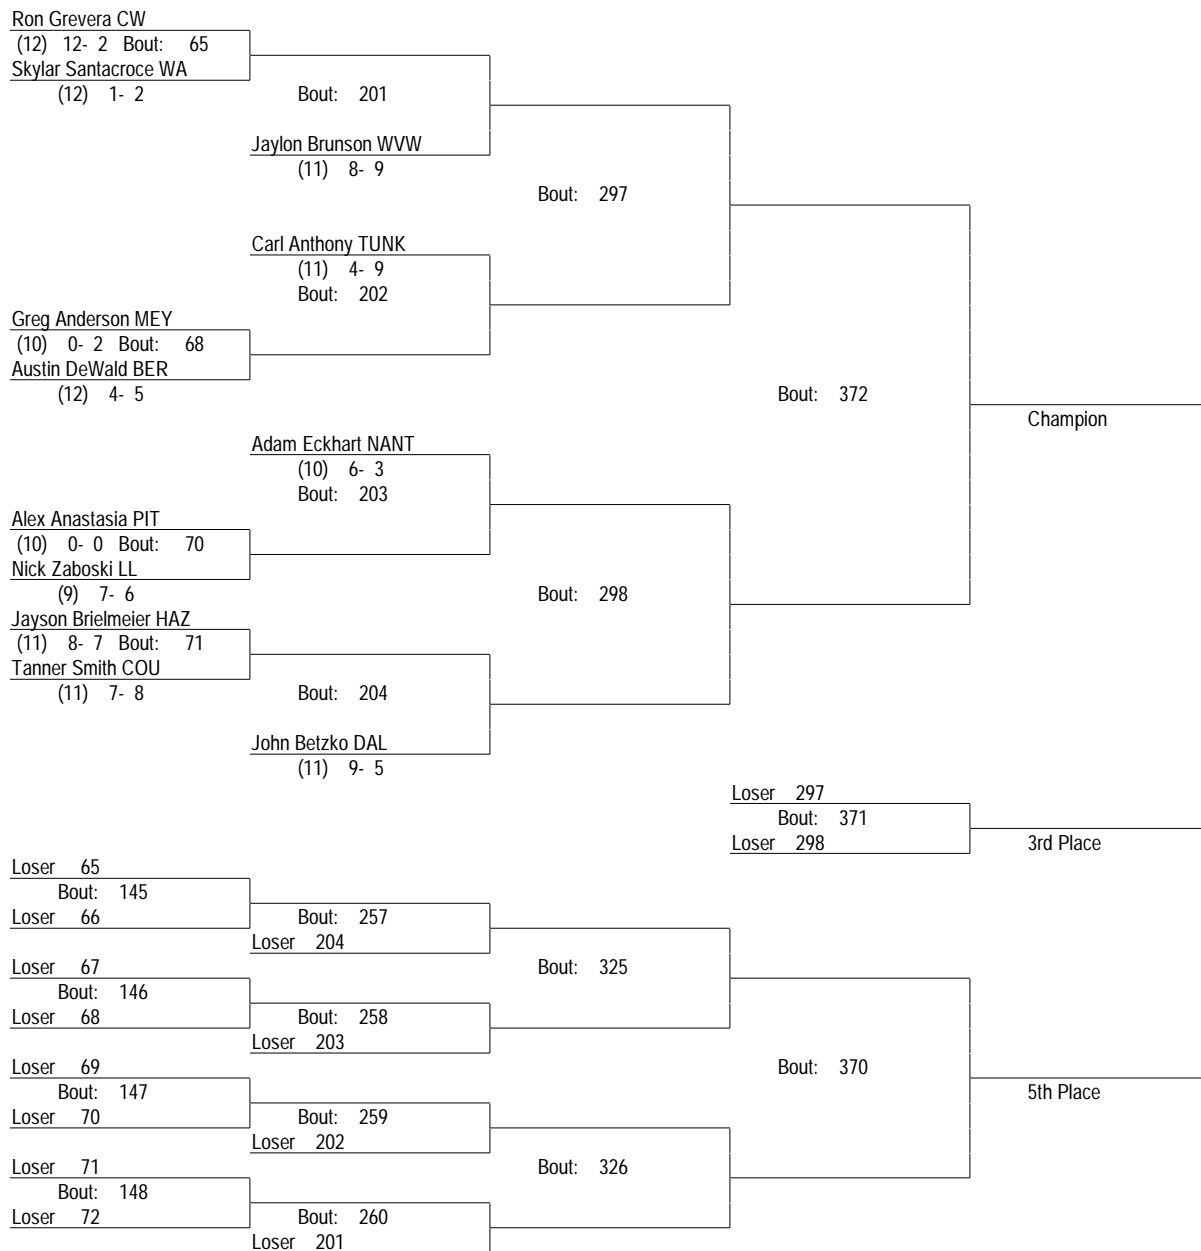 Ron Grevera CW
(12) 12- 2 Bout: 65
Skylar Santacroce WA
(12) 1- 2
Bout: 201
Jaylon Brunson WVW
(11) 8- 9
Bout: 297
Carl Anthony TUNK
(11) 4- 9
Bout: 202
Greg Anderson MEY
(10) 0- 2 Bout: 68
Austin DeWald BER
(12) 4- 5
Bout: 372
Champion
Adam Eckhart NANT
(10) 6- 3
Bout: 203
Alex Anastasia PIT
(10) 0- 0 Bout: 70
Nick Zaboski LL
(9) 7- 6
Bout: 298
Jayson Brielmeier HAZ
(11) 8- 7 Bout: 71
Tanner Smith COU
(11) 7- 8
Bout: 204
John Betzko DAL
(11) 9- 5
Loser 297
Bout: 371
Loser 298
3rd Place
Loser 65
Bout: 145
Loser 66
Bout: 257
Loser 204
Loser 67
Bout: 325
Bout: 146
Loser 68
Bout: 258
Loser 203
Loser 69
Bout: 370
Bout: 147
5th Place
Loser 70
Bout: 259
Loser 202
Loser 71
Bout: 326
Bout: 148
Loser 72
Bout: 260
Loser 201